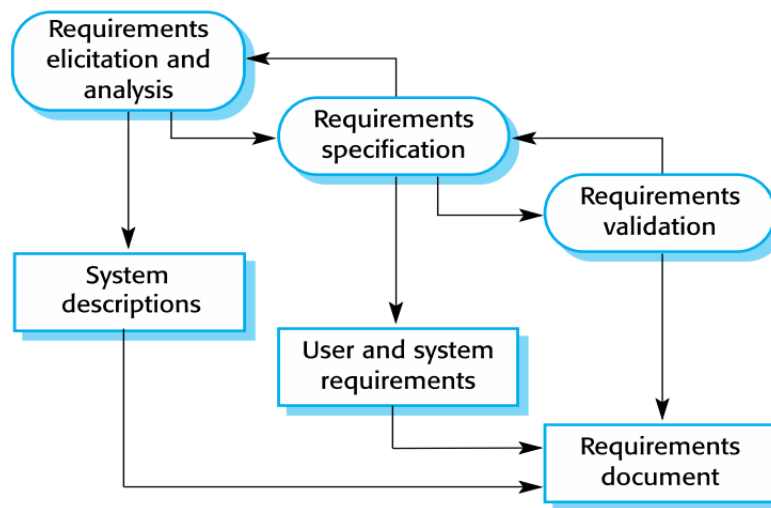 Requirements
elicitation and
analysis
Requirements
specification
Requirements
validation
System
descriptions
User and system
requirements
Requirements
document